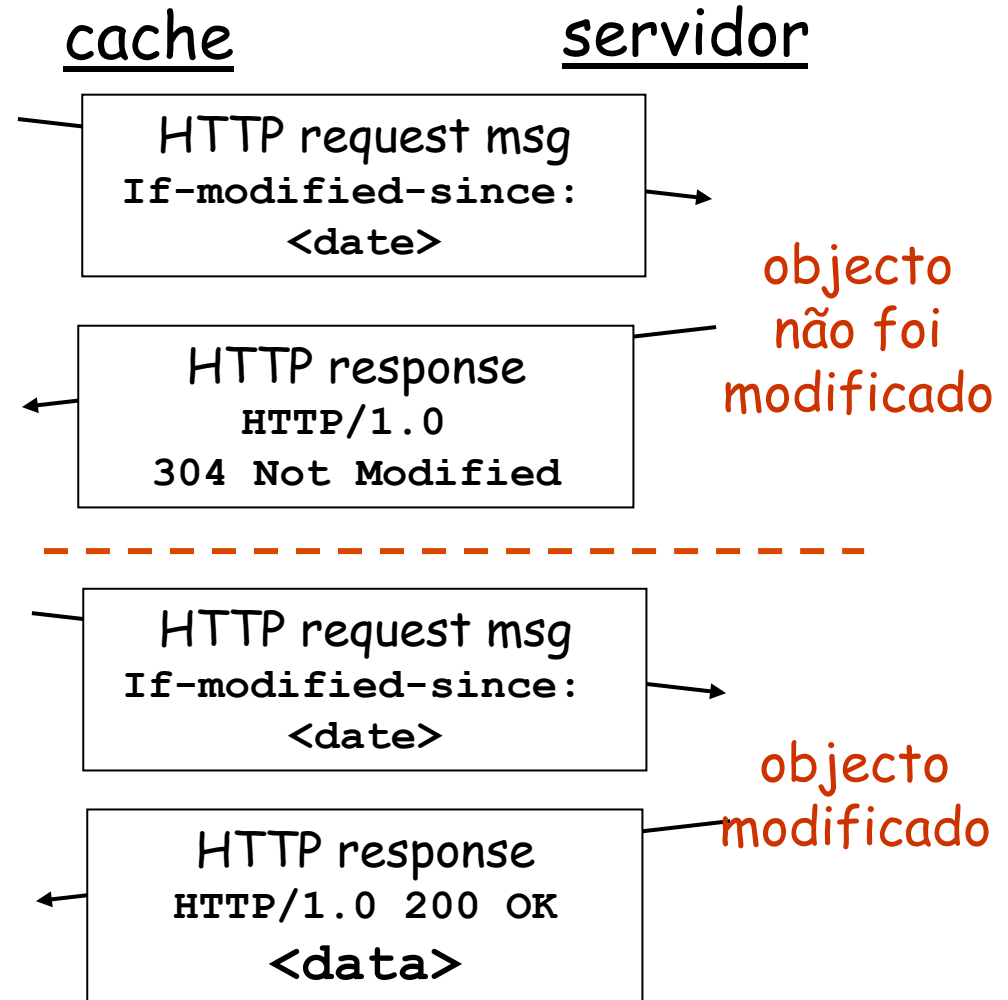 cache
servidor
HTTP request msg
If-modified-since:
<date>
objecto
não foi
modificado
HTTP response
HTTP/1.0
304 Not Modified
HTTP request msg
If-modified-since:
<date>
objecto
modificado
HTTP response
HTTP/1.0 200 OK
<data>